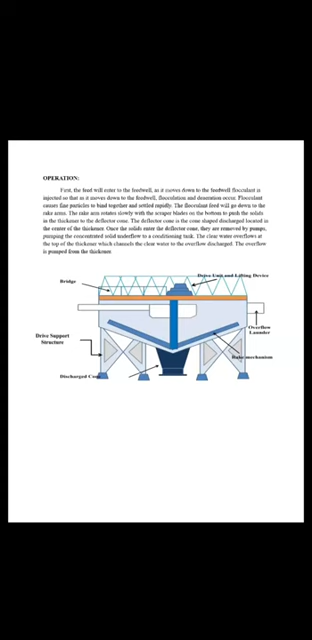 OPERATION:
First, the feed will enter to the feedwell, as it moves down to the feedwell flocculant is
injected so that as it moves down to the feedwell, flocculation and deaeration occur. Flocculant
causes fine particles to bind together and settled rapidly. The flocculant feed will go down to the
rake arms. The rake arm rotates slowly with the scraper blades on the bottom to push the solids
in the thickener to the deflector cone. The deflector cone is the cone shaped discharged located in
the center of the thickener. Once the solids enter the deflector cone, they are removed by pumps,
pumping the concentrated solid underflow to a conditioning tank. The clear water overflows at
the top of the thickener which channels the clear water to the overflow discharged. The overflow
is pumped from the thickener.
Drive Unit and Lifting Device
Bridge
Overflow
Launder
Drive Support
Structure
Rake mechanism
Discharged Cone